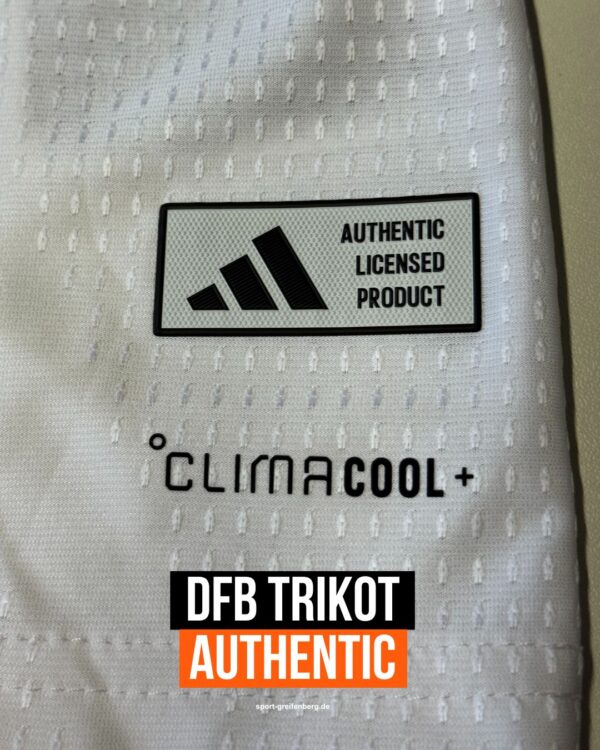 AUTHENTIC
LICENSED
PRODUCT
°CLIMACOOL+
DFB TRIKOT
AUTHENTIC
sport-greifenberg.de